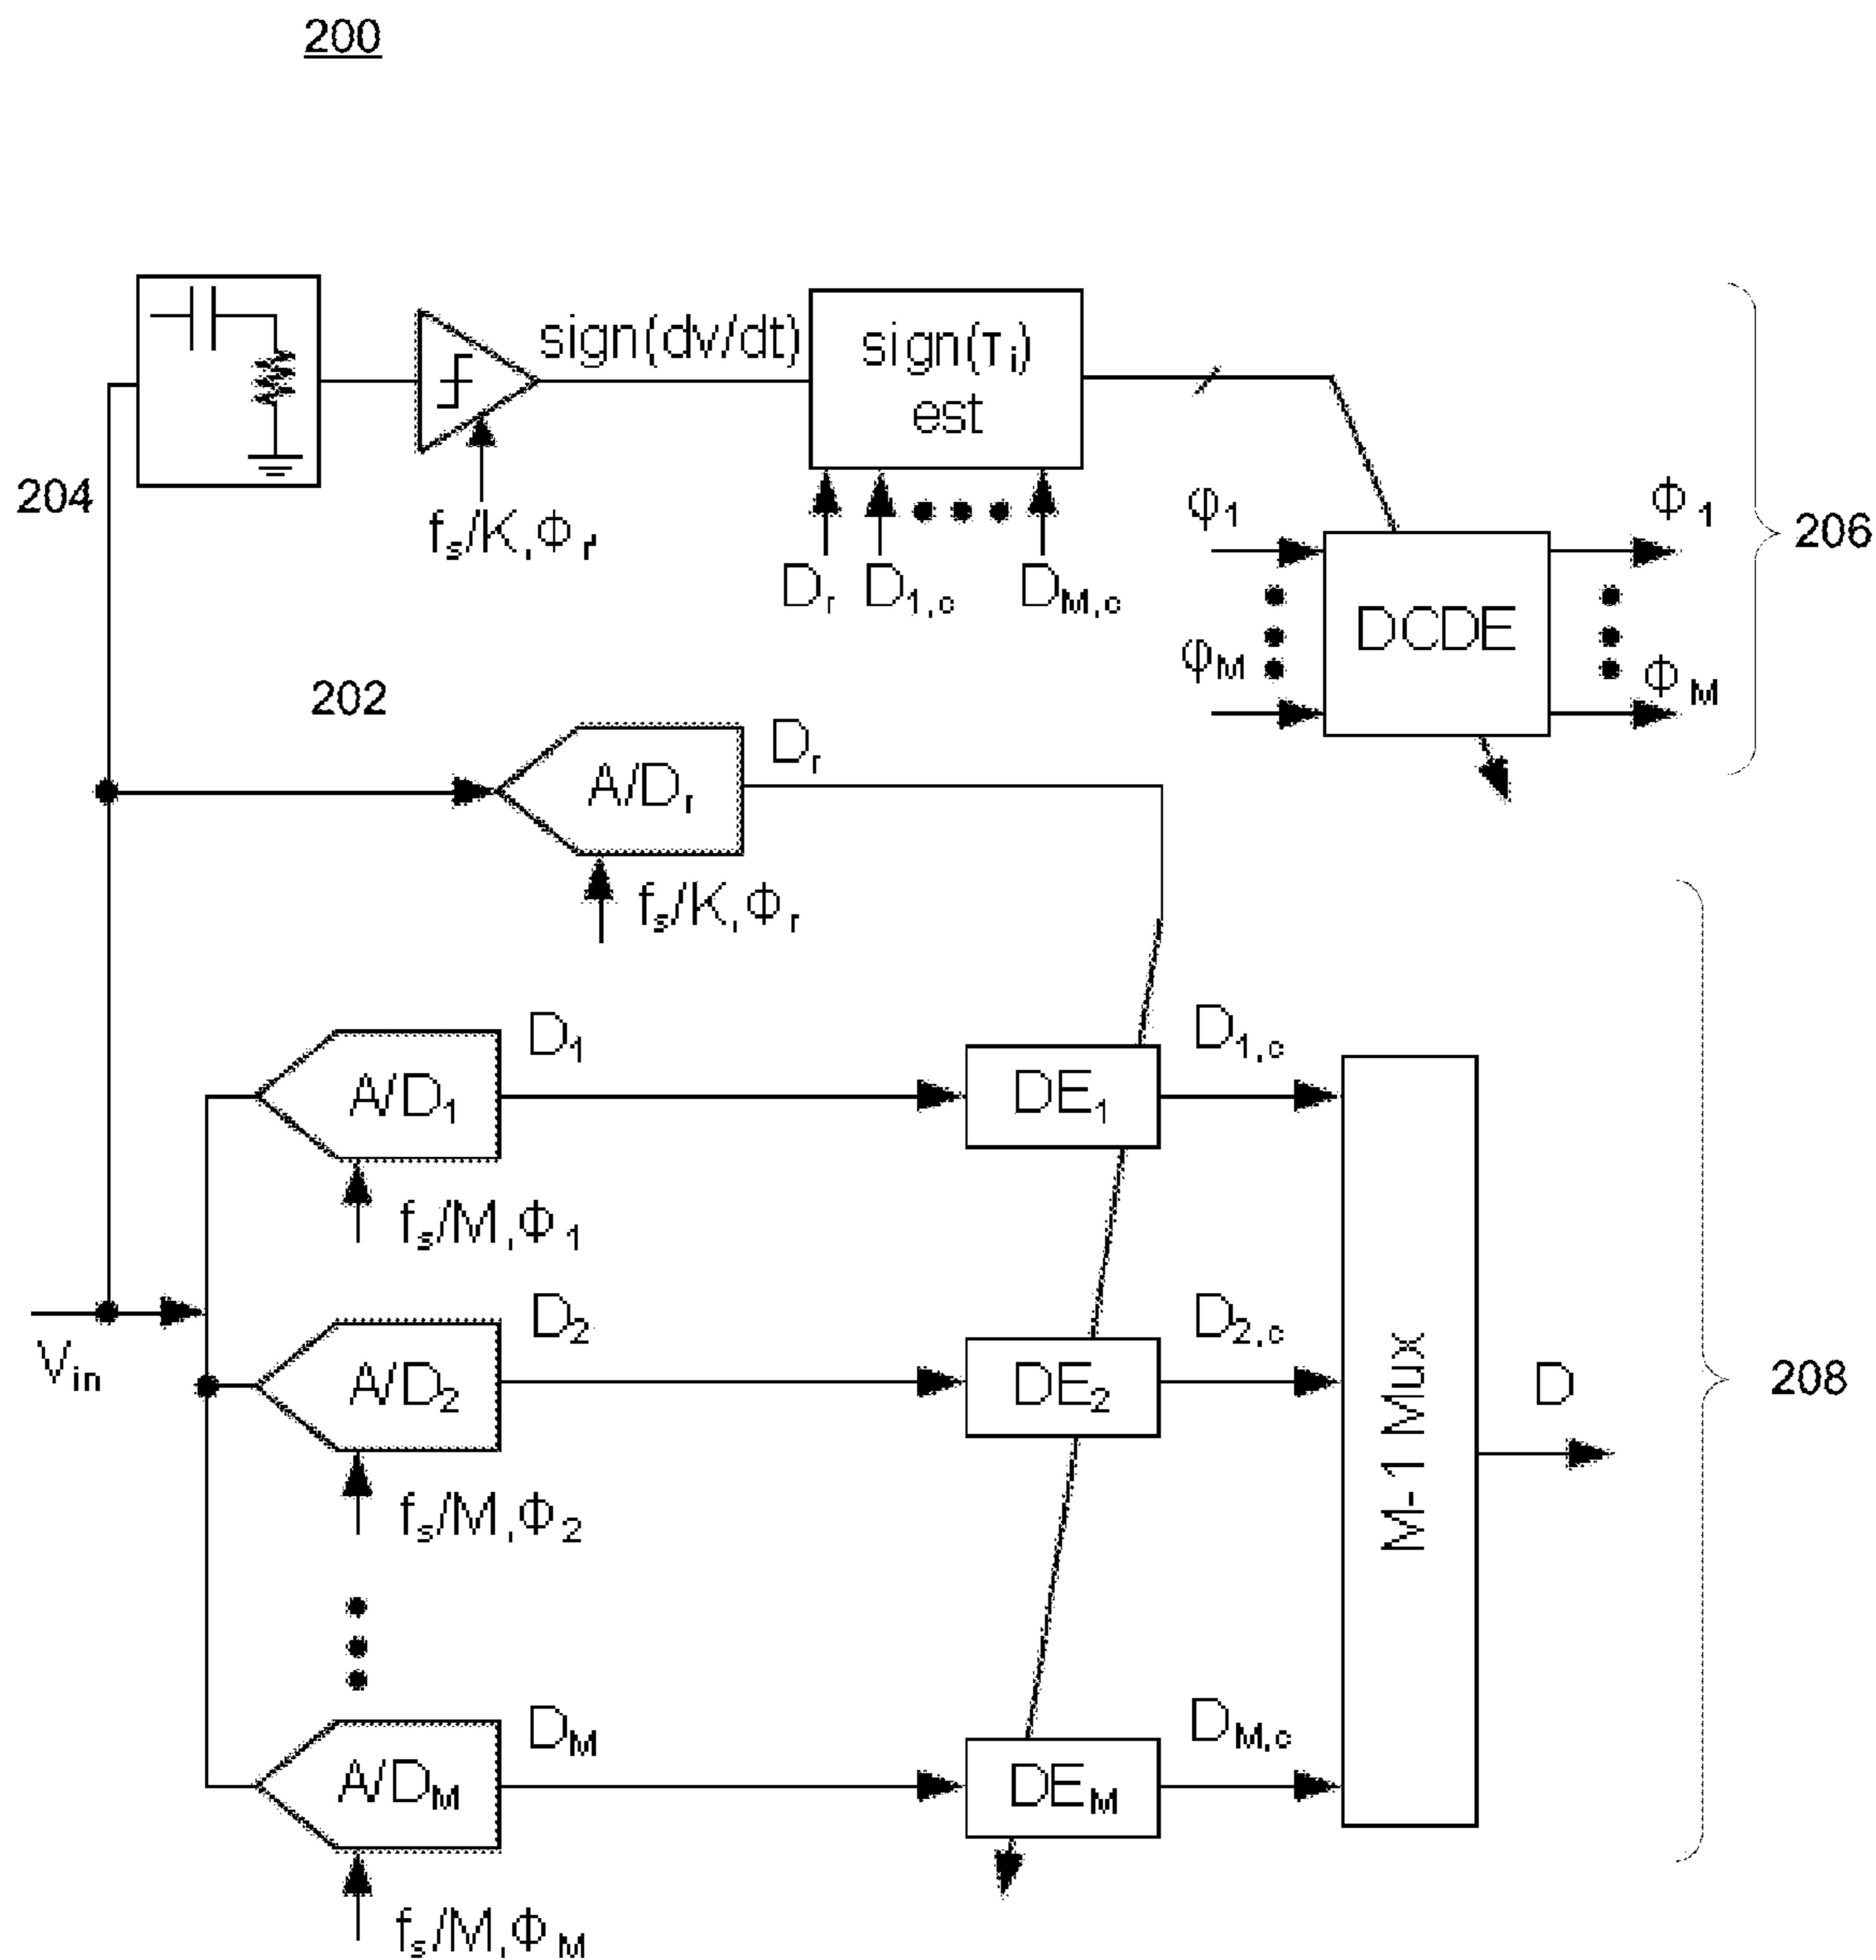 200
sign(dv/dt)
sign(τi)
est
204
fs/K,Φr
Dr D1,c DM,c
φ1
Φ1
206
DCDE
φM
ΦM
202
Dr
A/Dr
fs/K,Φr
D1
D1,c
A/D1
DE1
fs/M,Φ1
D2
D2,c
Vin
A/D2
DE2
M-1 Mux
D
208
fs/M,Φ2
DM
DM,c
A/DM
DEM
fs/M,ΦM